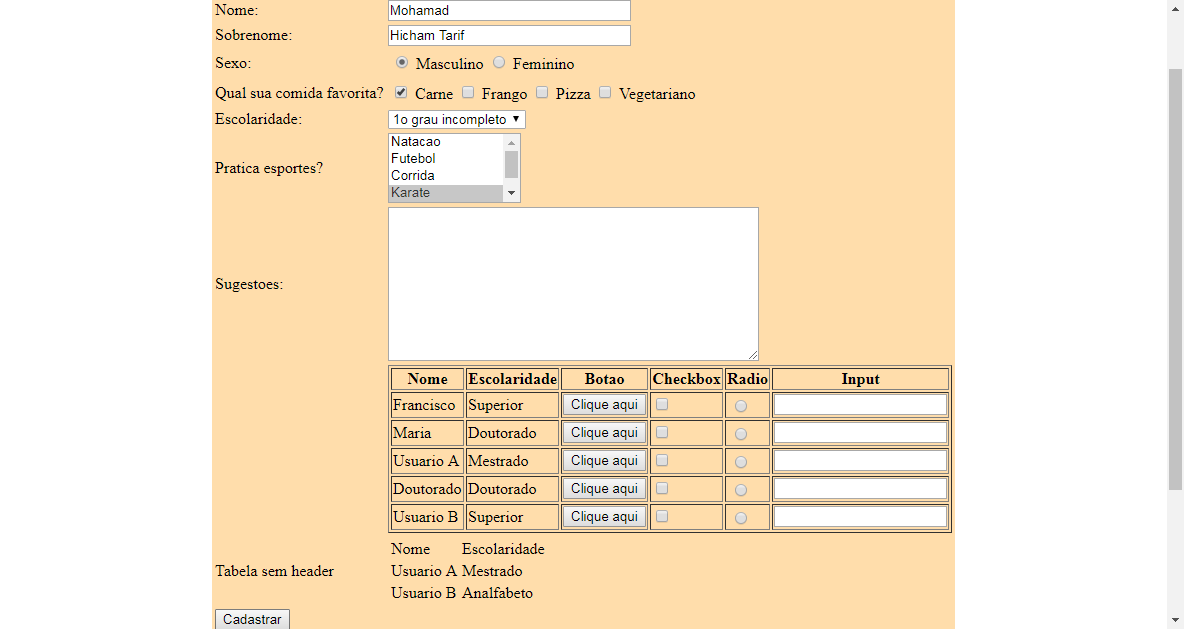 Nome: Mohamad
Sobrenome: Hicham Tarif
Sexo: Masculino Feminino
Qual sua comida favorita? Carne Frango Pizza Vegetariano
Escolaridade: 1o grau incompleto
Natacao
Futebol
Pratica esportes?
Corrida
Karate
Sugestoes:
Nome Escolaridade Botao Checkbox Radio Input
Francisco Superior Clique aqui
Maria Doutorado Clique aqui
Usuario A Mestrado Clique aqui
Doutorado Doutorado Clique aqui
Usuario B Superior Clique aqui
Nome Escolaridade
Tabela sem header Usuario A Mestrado
Usuario B Analfabeto
Cadastrar